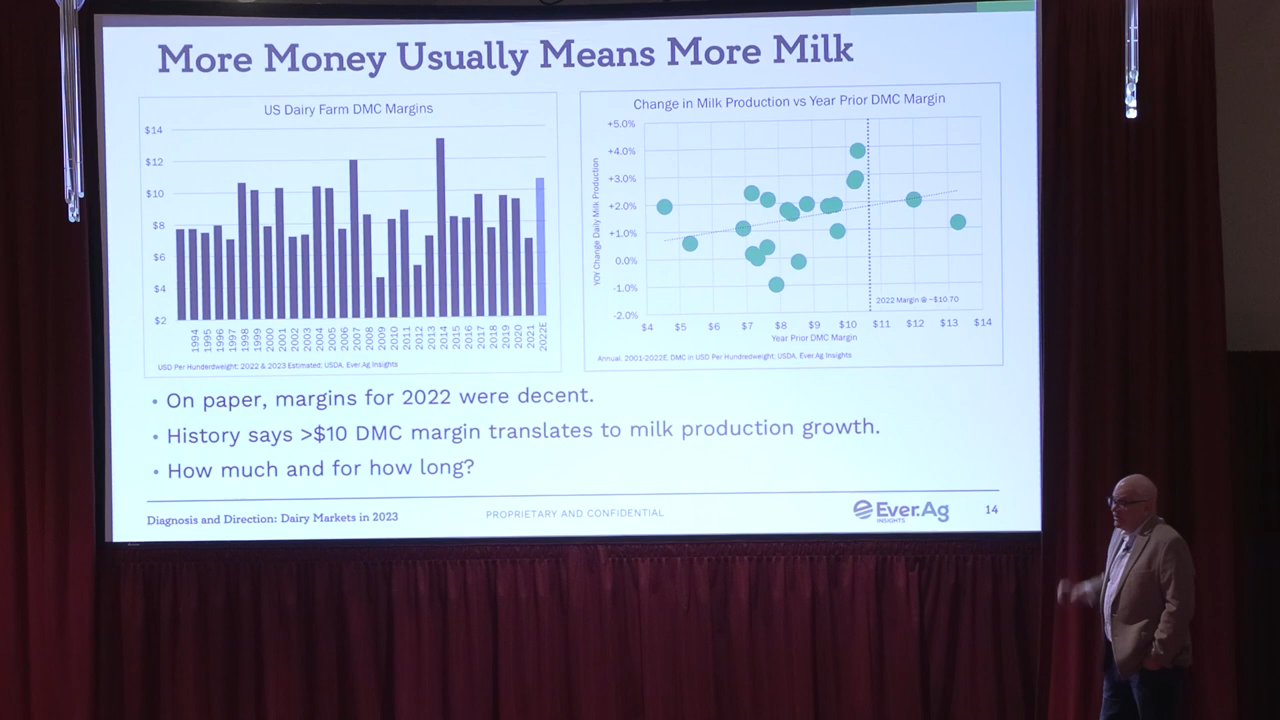 More Money Usually Means More Milk
US Dairy Farm DMC Margins
$14
$12
$10
$8
$6
$4
$2
1994
1995
1996
1997
1998
1999
2000
2001
2002
2003
2004
2005
2006
2007
2008
2009
2010
2011
2012
2013
2014
2015
2016
2017
2018
2019
2020
2021
2022E
USD Per Hunderdweight; 2022 & 2023 Estimated; USDA, Ever.Ag Insights
Change in Milk Production vs Year Prior DMC Margin
YOY Change Daily Milk Production
+5.0%
+4.0%
+3.0%
+2.0%
+1.0%
0.0%
-1.0%
-2.0%
2022 Margin @ ~$10.70
$4 $5 $6 $7 $8 $9 $10 $11 $12 $13 $14
Year Prior DMC Margin
Annual, 2001-2022E, DMC in USD Per Hundredweight; USDA, Ever.Ag Insights
• On paper, margins for 2022 were decent.
• History says >$10 DMC margin translates to milk production growth.
• How much and for how long?
Diagnosis and Direction: Dairy Markets in 2023
PROPRIETARY AND CONFIDENTIAL
Ever.Ag
INSIGHTS
14